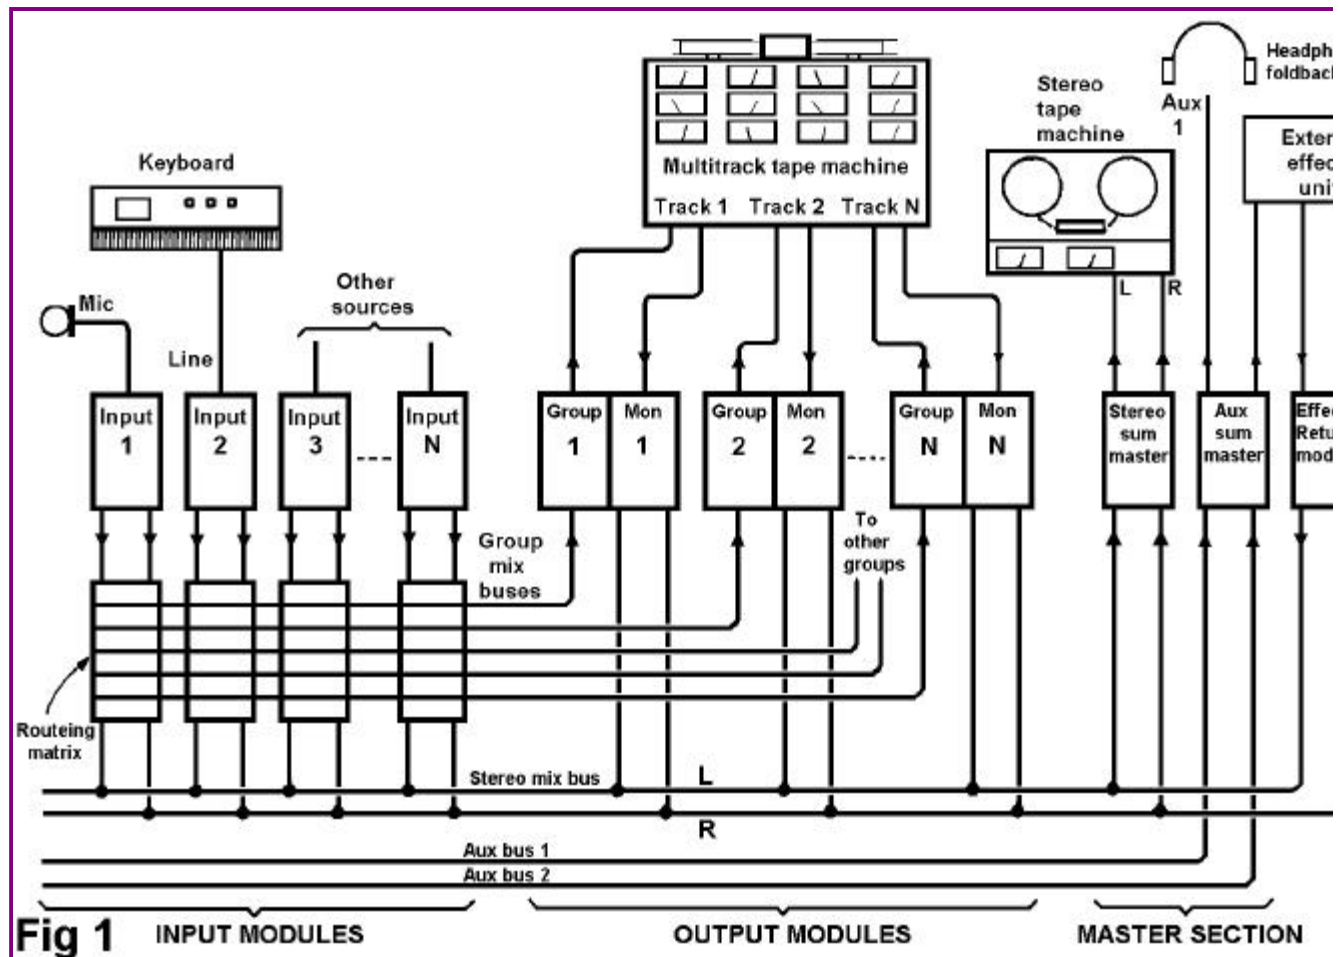 Keyboard
Mic
Line
Other
sources
Multitrack tape machine
Track 1 Track 2 Track N
Stereo
tape
machine
L R
Aux
1
Headph
foldback
Extern
effec
unit
Input
1
Input
2
Input
3
Input
N
Group
1
Mon
1
Group
2
Mon
2
Group
N
Mon
N
Stereo
sum
master
Aux
sum
master
Effec
Retu
mod
Group
mix
buses
To
other
groups
Routeing
matrix
Stereo mix bus
L
R
Aux bus 1
Aux bus 2
Fig 1
INPUT MODULES
OUTPUT MODULES
MASTER SECTION